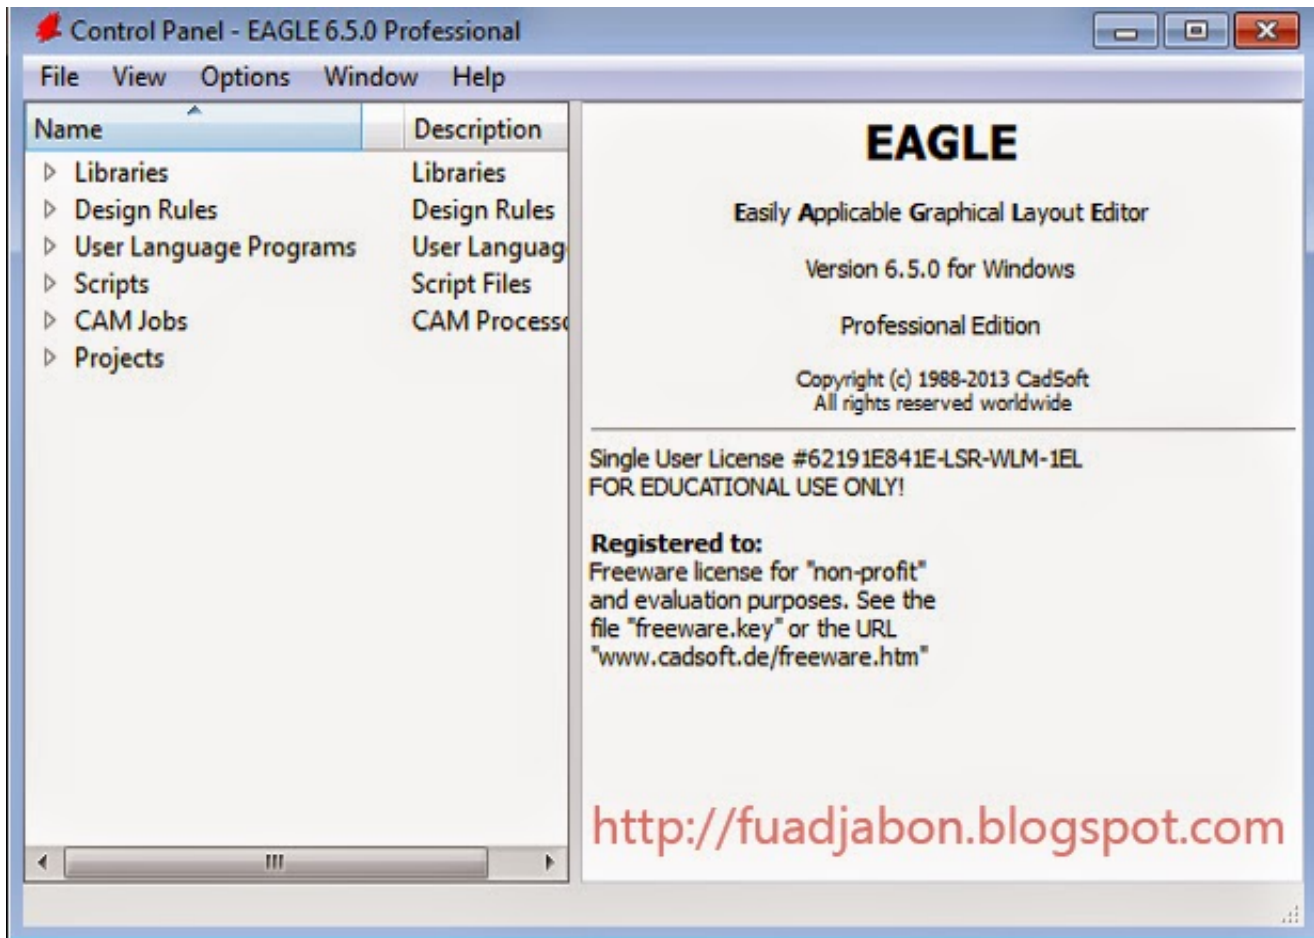 Control Panel - EAGLE 6.5.0 Professional
File View Options Window Help
Name Description
Libraries Libraries
Design Rules Design Rules
User Language Programs User Languag
Scripts Script Files
CAM Jobs CAM Processo
Projects
EAGLE
Easily Applicable Graphical Layout Editor
Version 6.5.0 for Windows
Professional Edition
Copyright (c) 1988-2013 CadSoft
All rights reserved worldwide
Single User License #62191E841E-LSR-WLM-1EL
FOR EDUCATIONAL USE ONLY!
Registered to:
Freeware license for "non-profit"
and evaluation purposes. See the
file "freeware.key" or the URL
"www.cadsoft.de/freeware.htm"
http://fuadjabon.blogspot.com